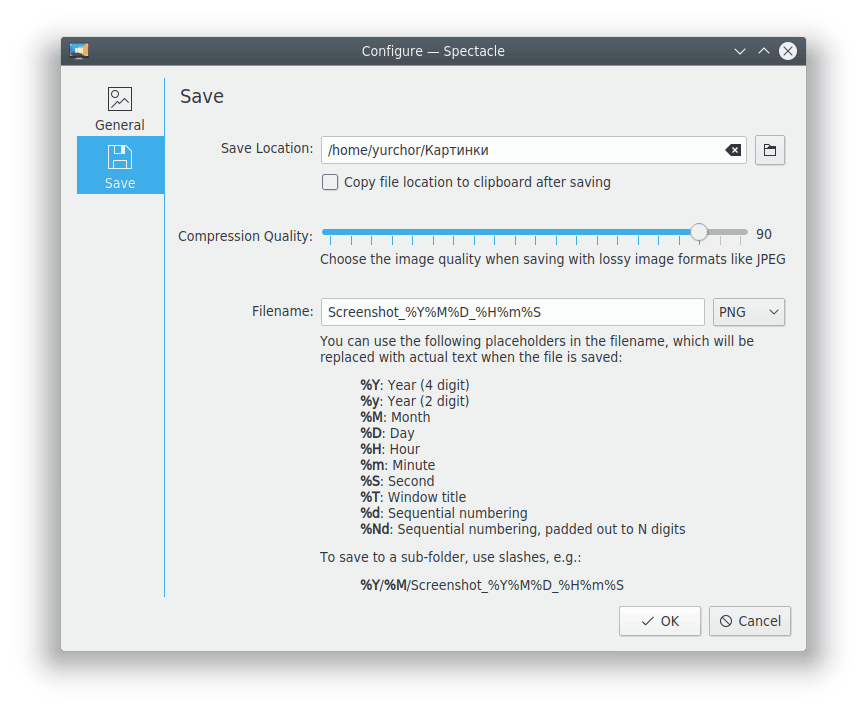 Configure — Spectacle
General
Save
Save
Save Location: /home/yurchor/Картинки
Copy file location to clipboard after saving
Compression Quality: 90
Choose the image quality when saving with lossy image formats like JPEG
Filename: Screenshot_%Y%M%D_%H%m%S PNG
You can use the following placeholders in the filename, which will be
replaced with actual text when the file is saved:
%Y: Year (4 digit)
%y: Year (2 digit)
%M: Month
%D: Day
%H: Hour
%m: Minute
%S: Second
%T: Window title
%d: Sequential numbering
%Nd: Sequential numbering, padded out to N digits
To save to a sub-folder, use slashes, e.g.:
%Y/%M/Screenshot_%Y%M%D_%H%m%S
OK Cancel